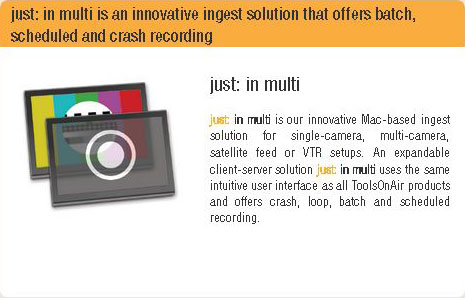 just: in multi is an innovative ingest solution that offers batch,
scheduled and crash recording
just: in multi
just: in multi is our innovative Mac-based ingest
solution for single-camera, multi-camera,
satellite feed or VTR setups. An expandable
client-server solution just: in multi uses the same
intuitive user interface as all ToolsOnAir products
and offers crash, loop, batch and scheduled
recording.